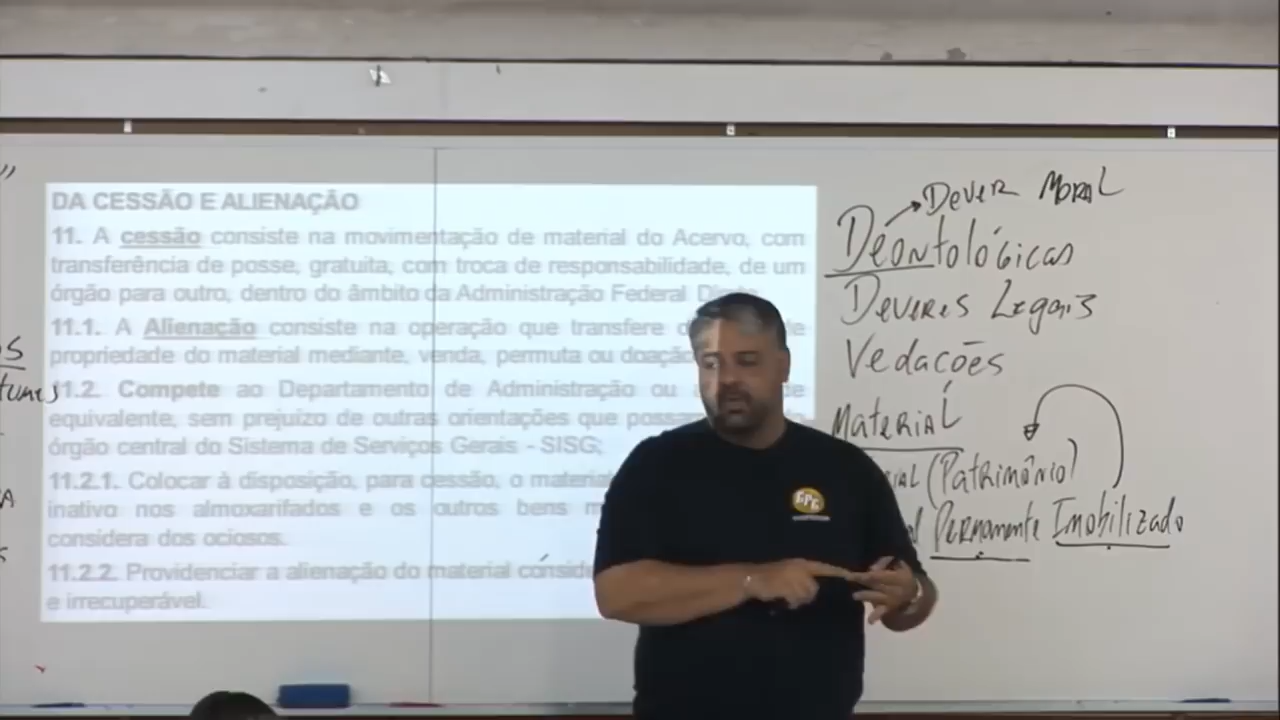 DA CESSÃO E ALIENAÇÃO
11. A cessão consiste na movimentação de material do Acervo, com
transferência de posse, gratuita, com troca de responsabilidade, de um
órgão para outro, dentro do âmbito da Administração Federal
11.1. A Alienação consiste na operação que transfere de
propriedade do material mediante, venda, permuta ou doação
11.2. Compete ao Departamento de Administração ou de
equivalente, sem prejuízo de outras orientações que
órgão central do Sistema de Serviços Gerais - SISG;
11.2.1. Colocar à disposição, para cessão, o
inativo nos almoxarifados e os outros bens
considera dos ociosos.
11.2.2. Providenciar a alienação do material
e irrecuperável.
Dever Moral
Deontológicas
Deveres Legais
Vedações
Material
(Patrimônio)
Permanente Imobilizado
GPG